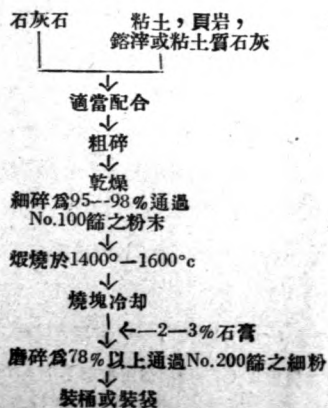 石灰石
粘土，頁岩，
鎔滓或粘土質石灰
適當配合
粗碎
乾燥
細碎爲95—98%通過
No.100篩之粉末
煅燒於1400°—1600°c
燒塊冷却
2—3%石膏
磨碎爲78%以上通過No.200篩之細粉
裝桶或裝袋